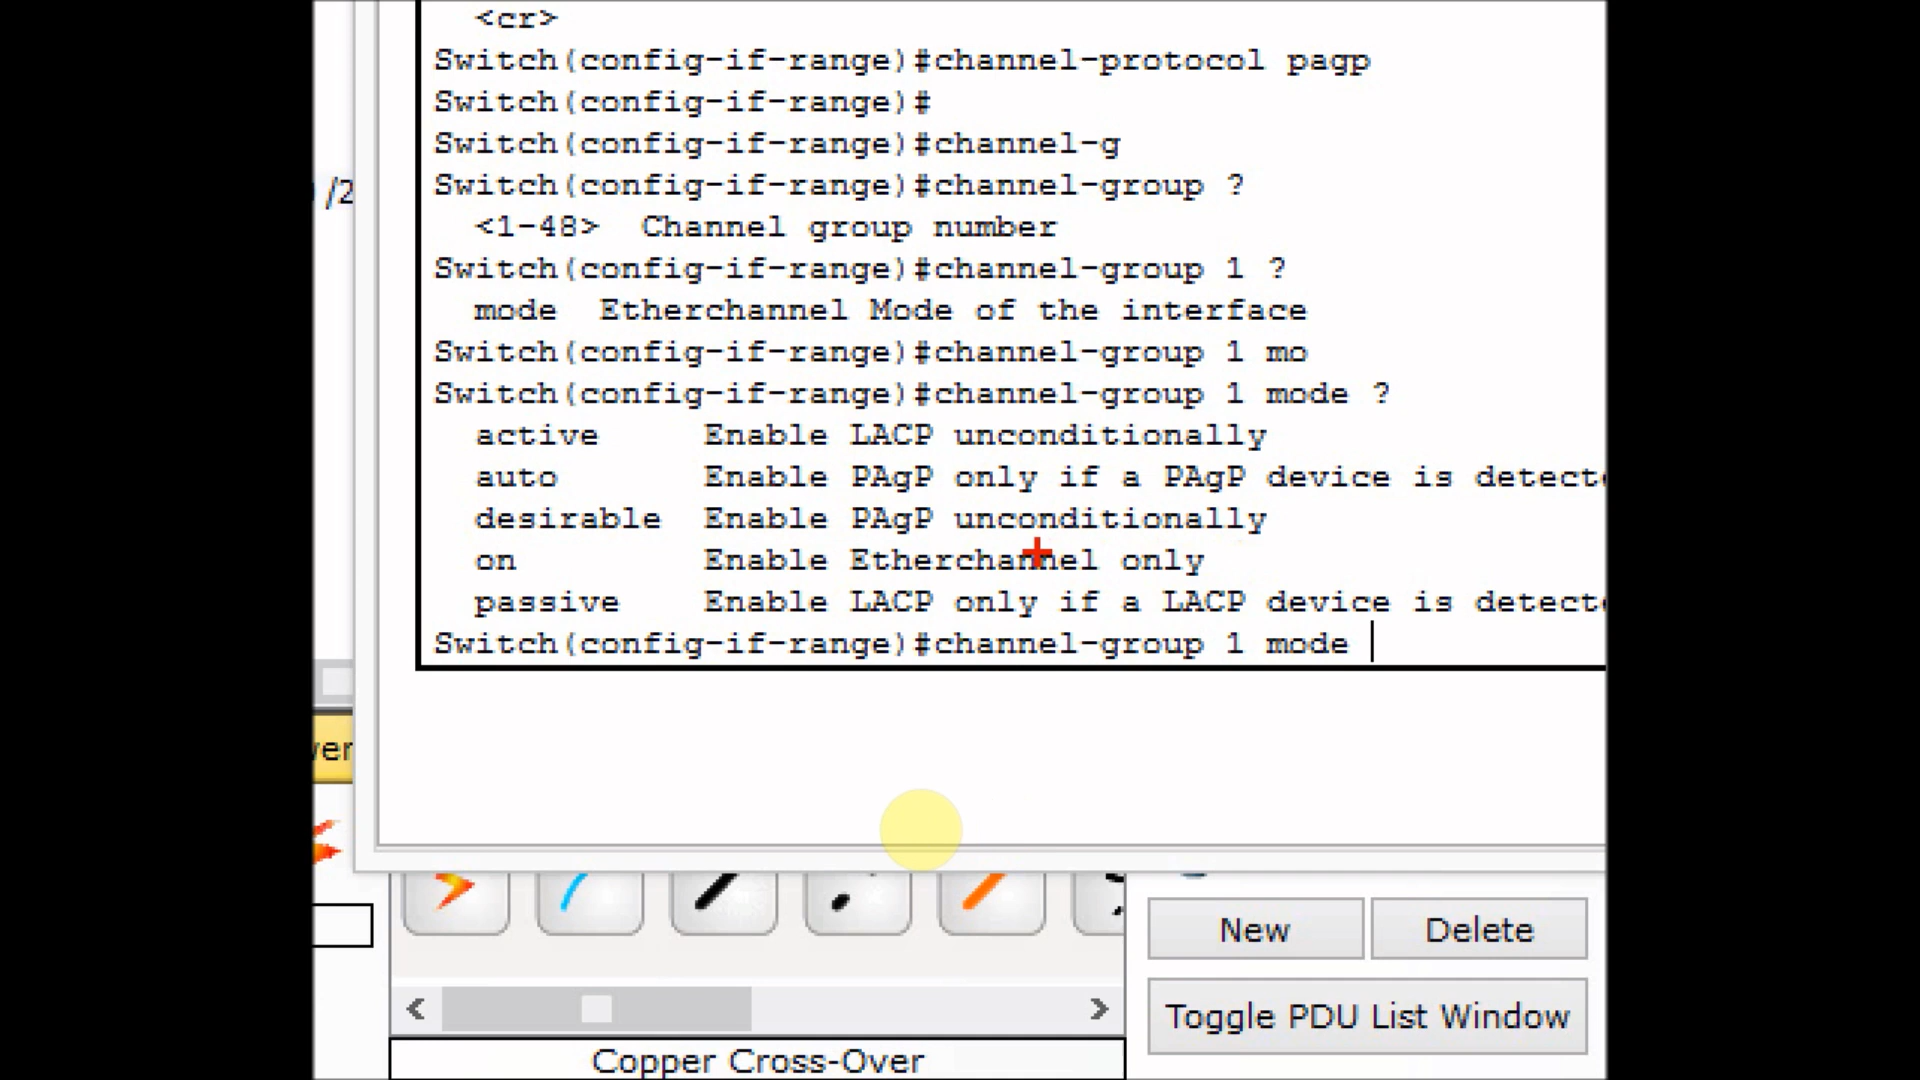 <cr>
Switch(config-if-range)#channel-protocol pagp
Switch(config-if-range)#
Switch(config-if-range)#channel-g
Switch(config-if-range)#channel-group ?
/2
<1-48>  Channel group number
Switch(config-if-range)#channel-group 1 ?
mode  Etherchannel Mode of the interface
Switch(config-if-range)#channel-group 1 mo
Switch(config-if-range)#channel-group 1 mode ?
active     Enable LACP unconditionally
auto       Enable PAgP only if a PAgP device is detecte
desirable  Enable PAgP unconditionally
on         Enable Etherchannel only
passive    Enable LACP only if a LACP device is detecte
Switch(config-if-range)#channel-group 1 mode
ver
New
Delete
Toggle PDU List Window
Copper Cross-Over